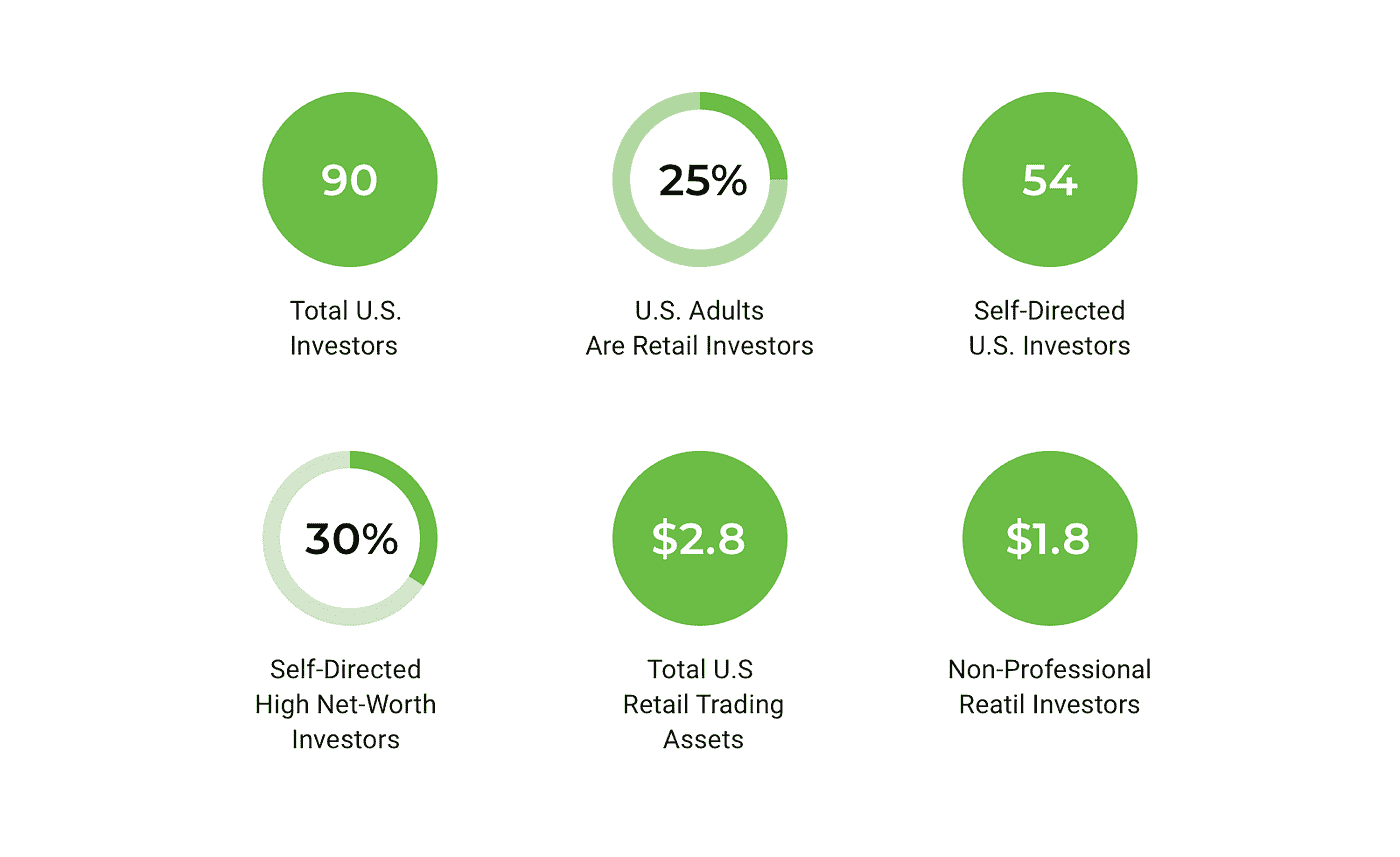 90
25%
54
Total U.S.
Investors
U.S. Adults
Are Retail Investors
Self-Directed
U.S. Investors
30%
$2.8
$1.8
Self-Directed
High Net-Worth
Investors
Total U.S
Retail Trading
Assets
Non-Professional
Reatil Investors